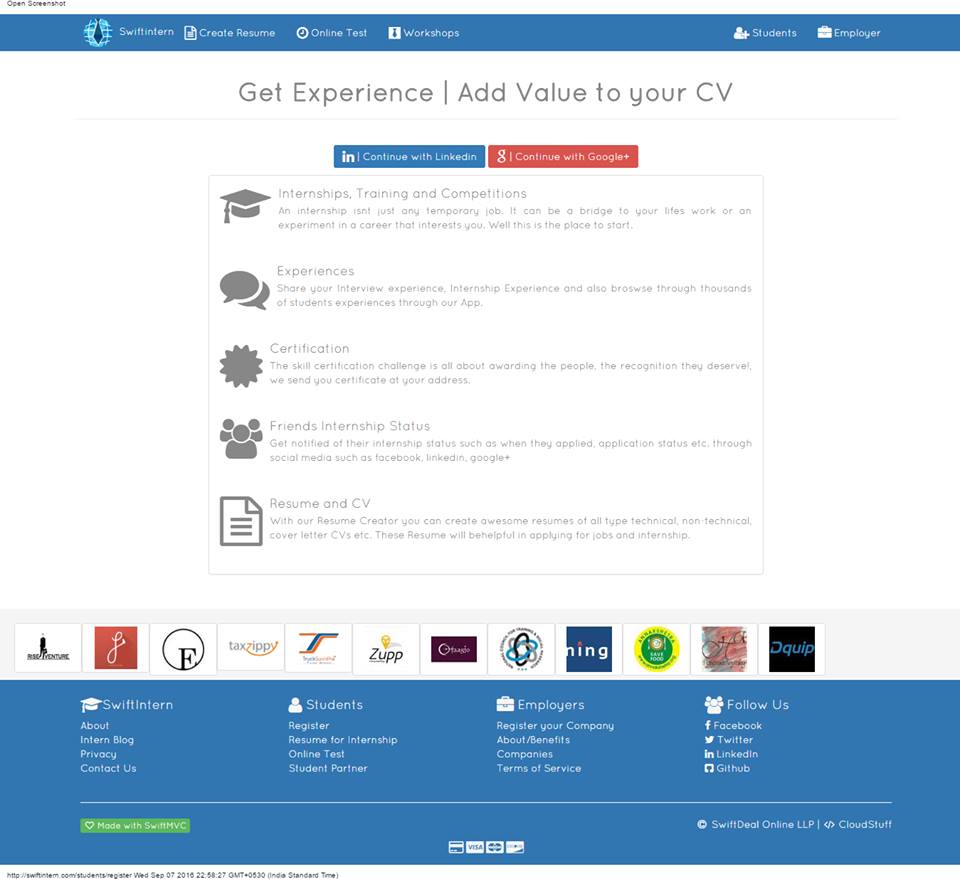 Open Screenshot
Swiftintern Create Resume Online Test Workshops Students Employer
Get Experience | Add Value to your CV
in | Continue with Linkedin g | Continue with Google+
Internships, Training and Competitions
An internship isnt just any temporary job. It can be a bridge to your lifes work or an
experiment in a career that interests you. Well this is the place to start.
Experiences
Share your Interview experience, Internship Experience and also broswse through thousands
of students experiences through our App.
Certification
The skill certification challenge is all about awarding the people, the recognition they deserve!,
we send you certificate at your address.
Friends Internship Status
Get notified of their internship status such as when they applied, application status etc. through
social media such as facebook, linkedin, google+
Resume and CV
With our Resume Creator you can create awesome resumes of all type technical, non-technical,
cover letter CVs etc. These Resume will behelpful in applying for jobs and internship.
RISE VENTURE
taxzippy
Zupp
ning
SAVE FOOD
Dquip
SwiftIntern Students Employers Follow Us
About Register Register your Company Facebook
Intern Blog Resume for Internship About/Benefits Twitter
Privacy Online Test Companies LinkedIn
Contact Us Student Partner Terms of Service Github
Made with SwiftMVC © SwiftDeal Online LLP | </> CloudStuff
VISA
http://swiftintern.com/students/register Wed Sep 07 2016 22:58:27 GMT+0530 (India Standard Time)